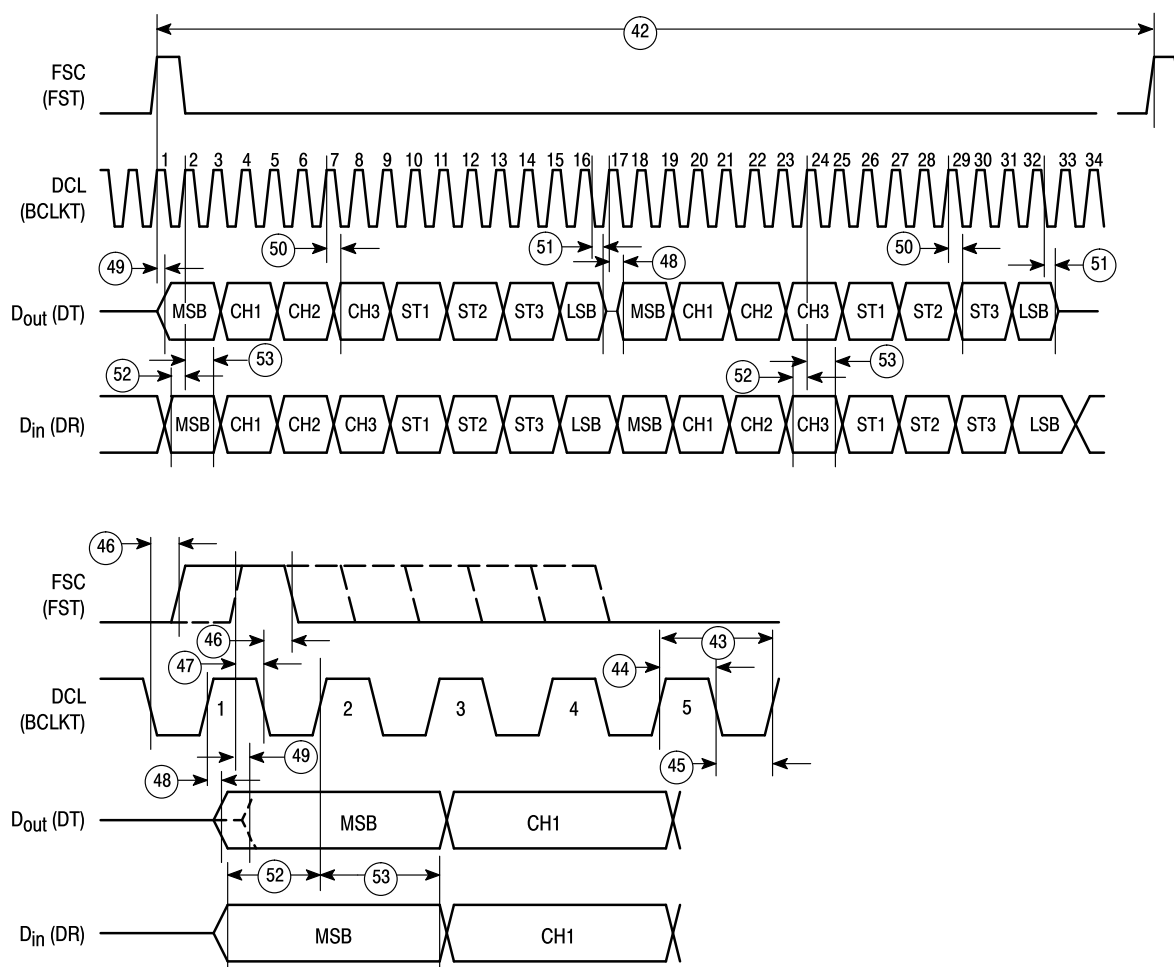 42
FSC
(FST)
1 2 3 4 5 6 7 8 9 10 11 12 13 14 15 16 17 18 19 20 21 22 23 24 25 26 27 28 29 30 31 32 33 34
DCL
(BCLKT)
50 51 50
49 48 51
Dout (DT) MSB CH1 CH2 CH3 ST1 ST2 ST3 LSB MSB CH1 CH2 CH3 ST1 ST2 ST3 LSB
53 53
52 52
Din (DR) MSB CH1 CH2 CH3 ST1 ST2 ST3 LSB MSB CH1 CH2 CH3 ST1 ST2 ST3 LSB
46
FSC
(FST)
46 43
47 44
DCL
(BCLKT)
1 2 3 4 5
49
48 45
Dout (DT) MSB CH1
52 53
Din (DR) MSB CH1